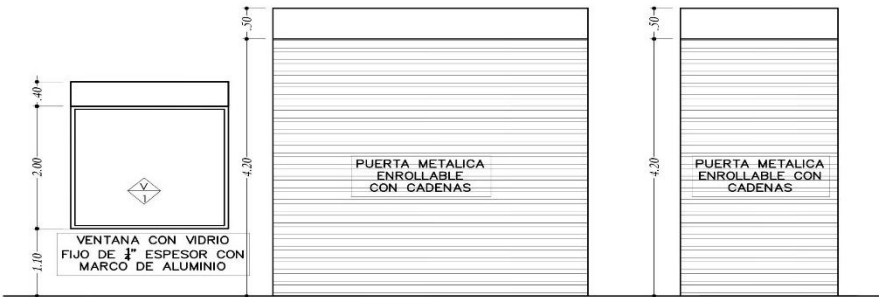 .50
.50
.40
2.00
4.20
4.20
PUERTA METALICA
ENROLLABLE
CON CADENAS
PUERTA METALICA
ENROLLABLE CON
CADENAS
V
1
VENTANA CON VIDRIO
FIJO DE ¼" ESPESOR CON
MARCO DE ALUMINIO
1.10